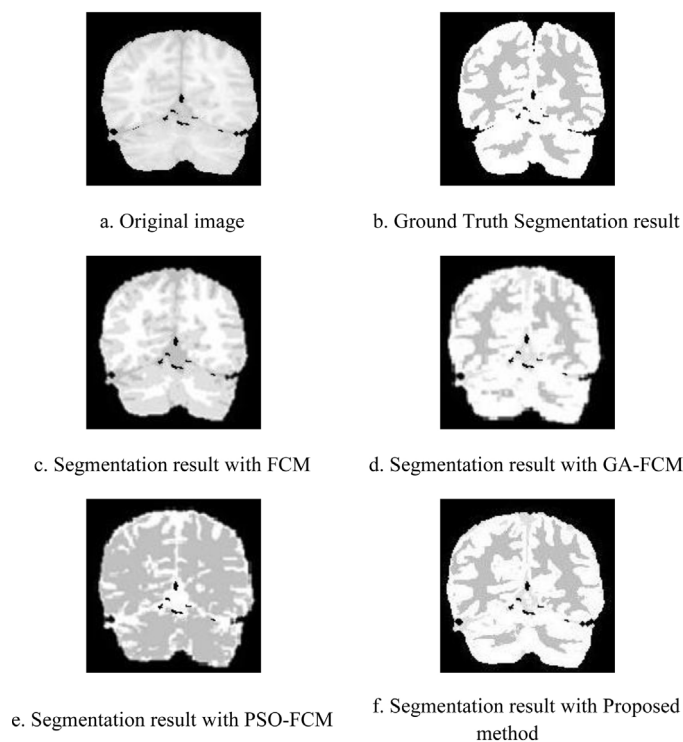 a. Original image
b. Ground Truth Segmentation result
c. Segmentation result with FCM
d. Segmentation result with GA-FCM
e. Segmentation result with PSO-FCM
f. Segmentation result with Proposed
method